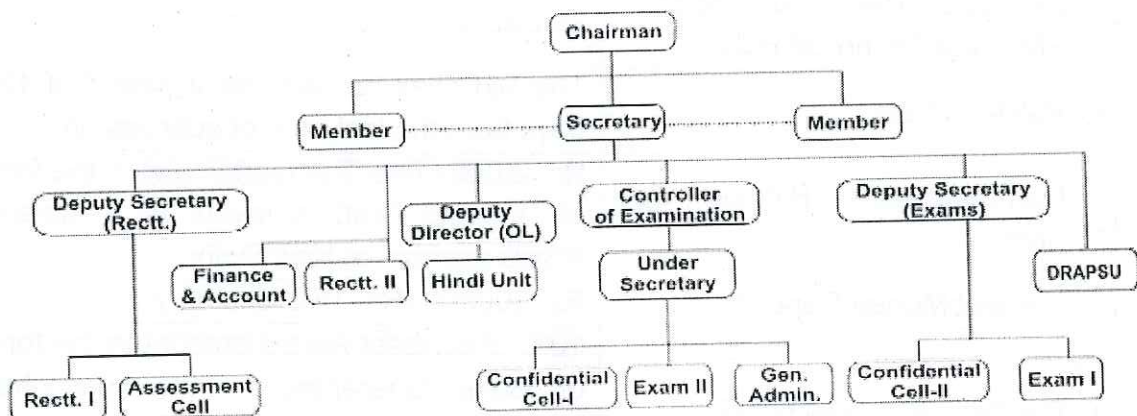 Chairman
Member
Secretary
Member
Deputy Secretary
(Rectt.)
Deputy
Director (OL)
Controller
of Examination
Deputy Secretary
(Exams)
Finance
& Account
Rectt. II
Hindi Unit
Under
Secretary
DRAPSU
Rectt. I
Assessment
Cell
Confidential
Cell-I
Exam II
Gen.
Admin.
Confidential
Cell-II
Exam I